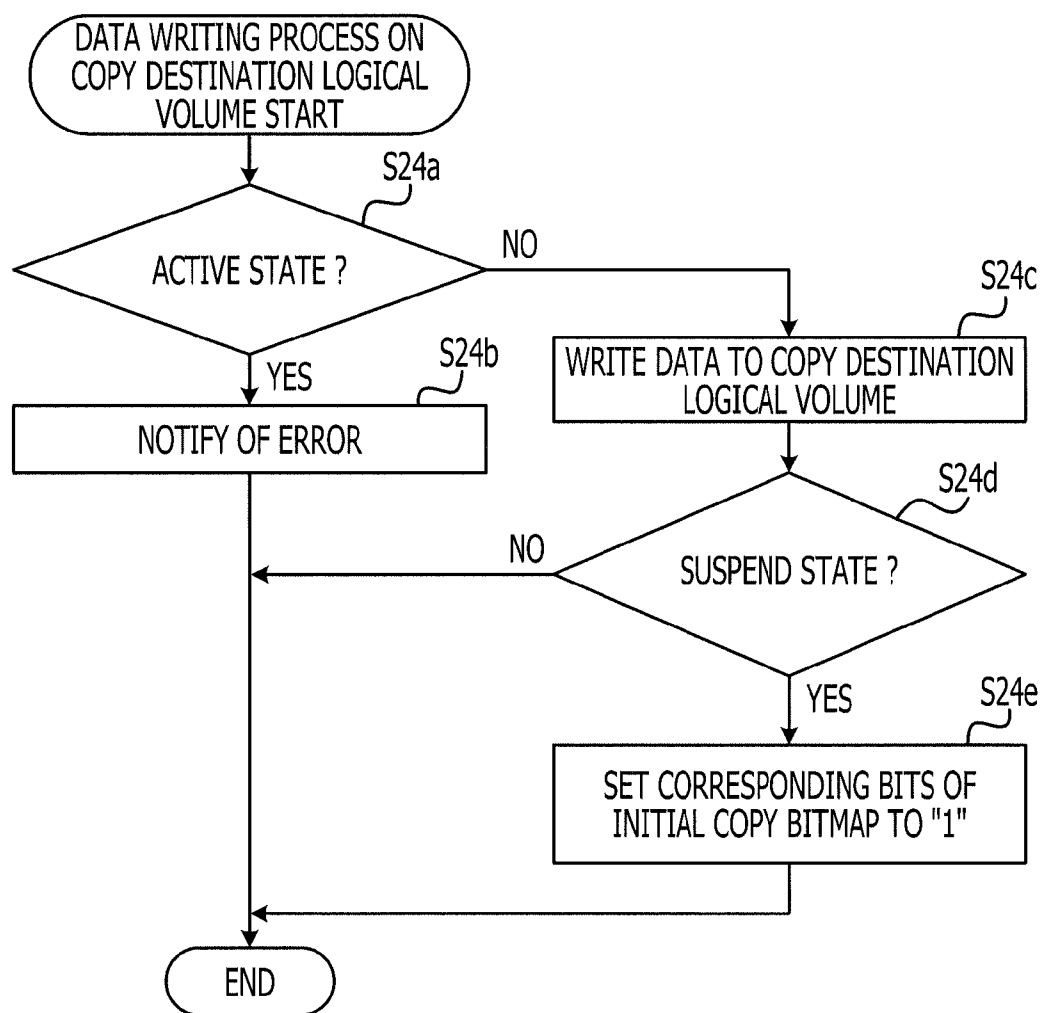 DATA WRITING PROCESS ON
COPY DESTINATION LOGICAL
VOLUME START
S24a
ACTIVE STATE ?
NO
S24c
WRITE DATA TO COPY DESTINATION
LOGICAL VOLUME
YES
S24b
NOTIFY OF ERROR
S24d
SUSPEND STATE ?
NO
YES
S24e
SET CORRESPONDING BITS OF
INITIAL COPY BITMAP TO "1"
END